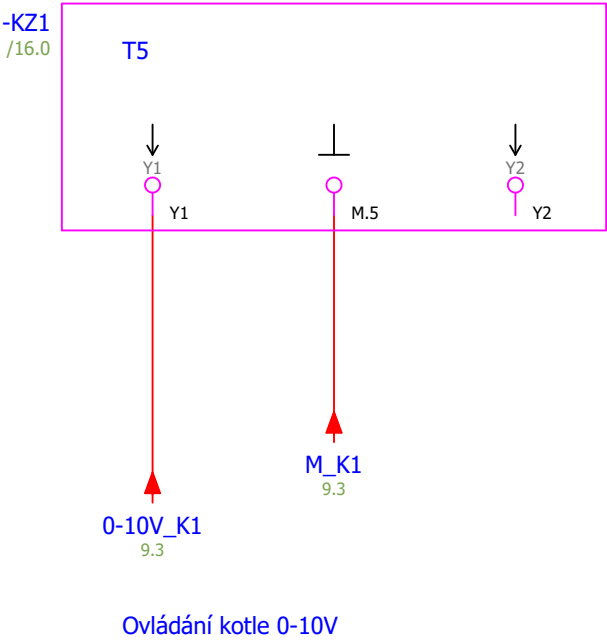 -KZ1
/16.0
T5
Y1
Y2
Y1
M.5
Y2
M_K1
9.3
0-10V_K1
9.3
Ovládání kotle 0-10V